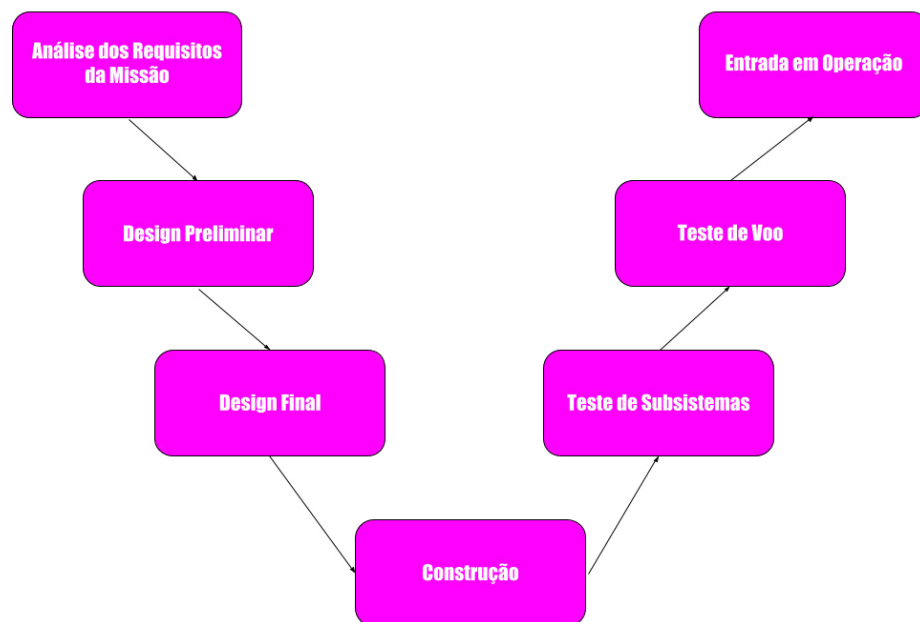 Análise dos Requisitos
da Missão
Entrada em Operação
Design Preliminar
Teste de Voo
Design Final
Teste de Subsistemas
Construção